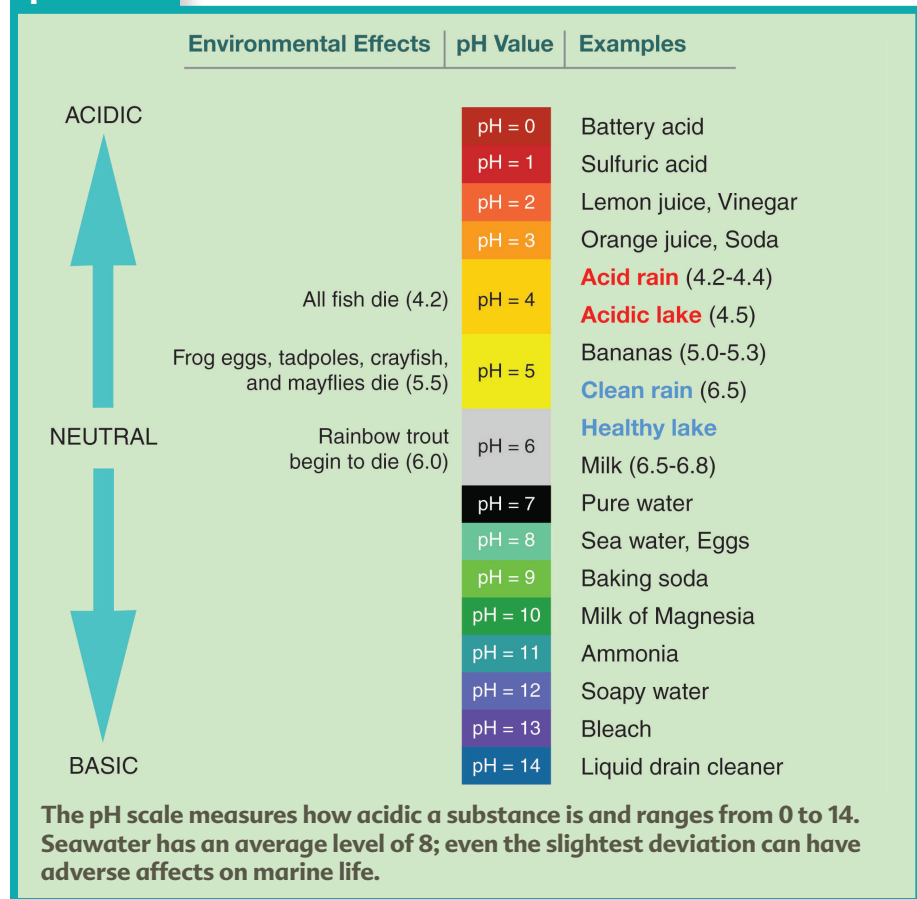 Environmental Effects pH Value Examples
ACIDIC
pH = 0 Battery acid
pH = 1 Sulfuric acid
pH = 2 Lemon juice, Vinegar
pH = 3 Orange juice, Soda
Acid rain (4.2-4.4)
All fish die (4.2) pH = 4
Acidic lake (4.5)
Bananas (5.0-5.3)
Frog eggs, tadpoles, crayfish,
and mayflies die (5.5) pH = 5
Clean rain (6.5)
NEUTRAL
Healthy lake
Rainbow trout
begin to die (6.0) pH = 6
Milk (6.5-6.8)
pH = 7 Pure water
pH = 8 Sea water, Eggs
pH = 9 Baking soda
pH = 10 Milk of Magnesia
pH = 11 Ammonia
pH = 12 Soapy water
pH = 13 Bleach
BASIC
pH = 14 Liquid drain cleaner
The pH scale measures how acidic a substance is and ranges from 0 to 14.
Seawater has an average level of 8; even the slightest deviation can have
adverse affects on marine life.